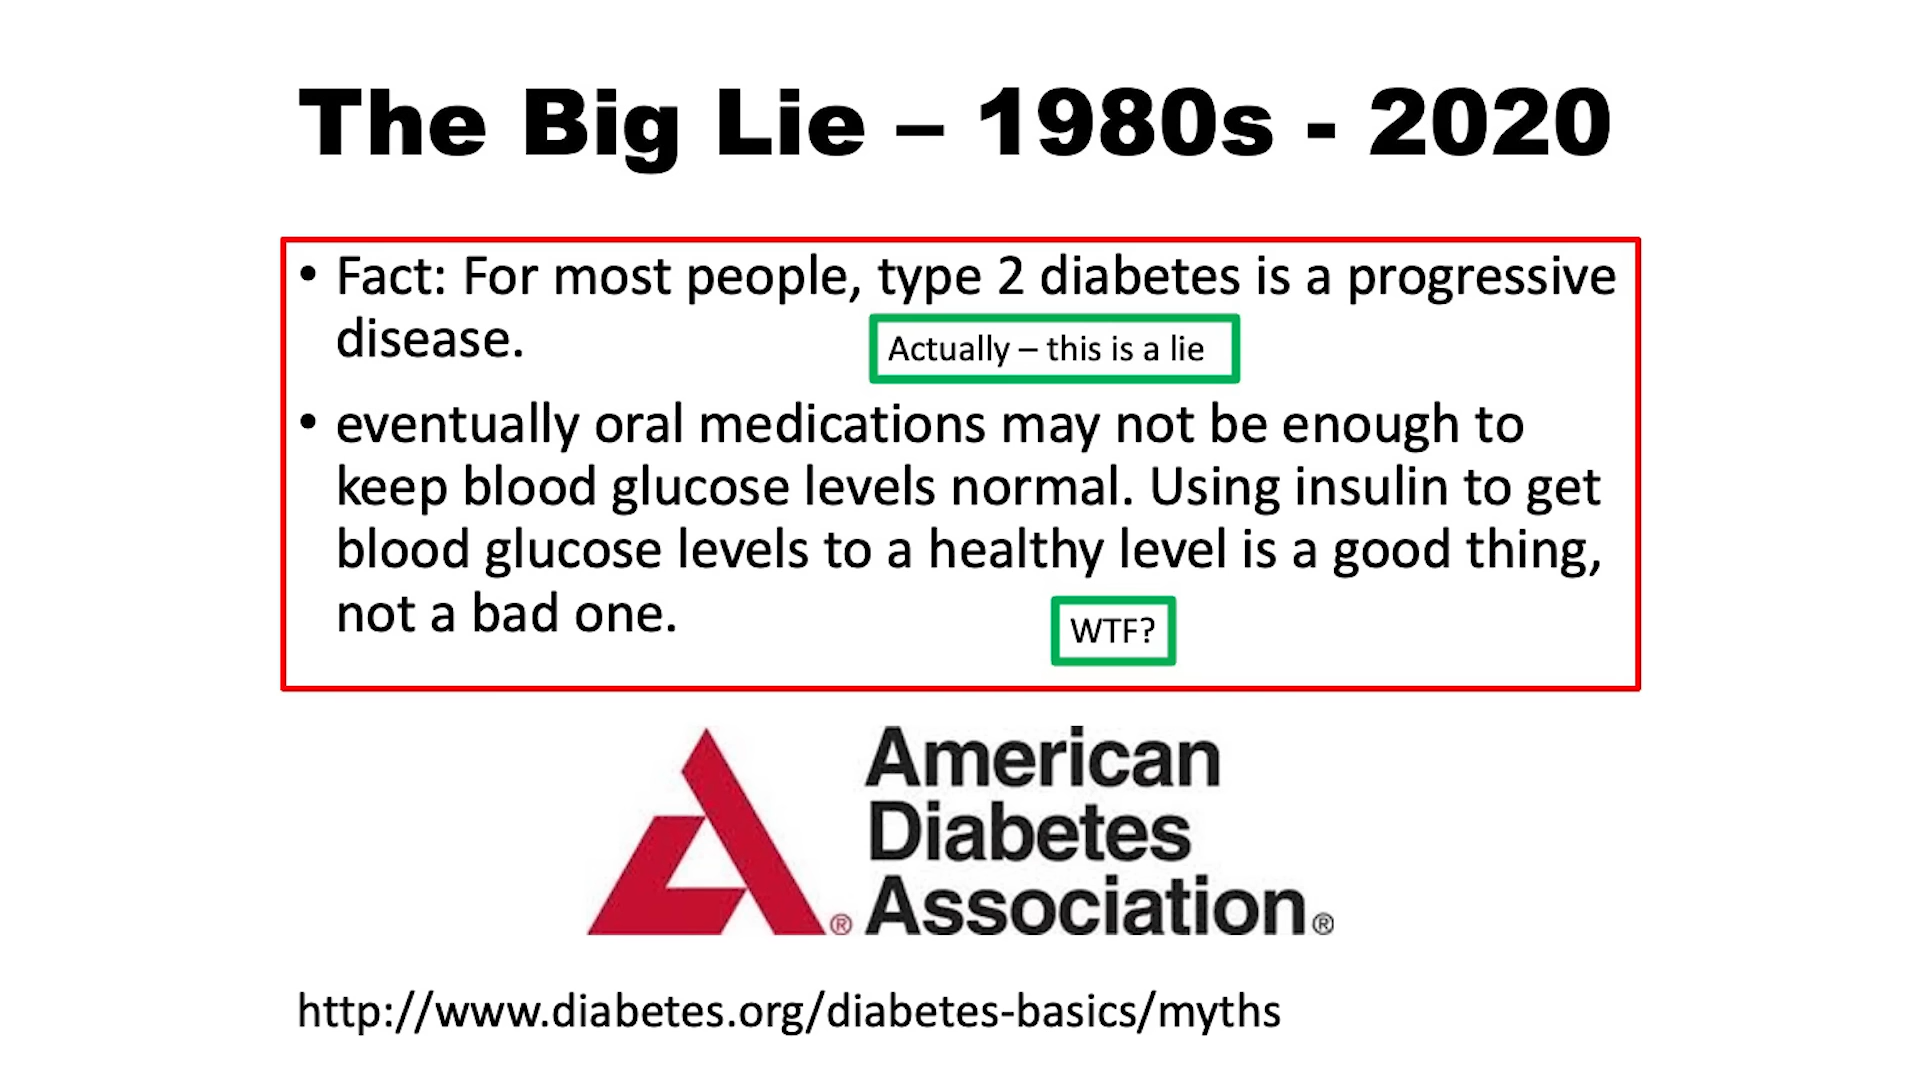 The Big Lie – 1980s - 2020
• Fact: For most people, type 2 diabetes is a progressive
disease.
Actually – this is a lie
• eventually oral medications may not be enough to
keep blood glucose levels normal. Using insulin to get
blood glucose levels to a healthy level is a good thing,
not a bad one.
WTF?
American
Diabetes
® Association®
http://www.diabetes.org/diabetes-basics/myths